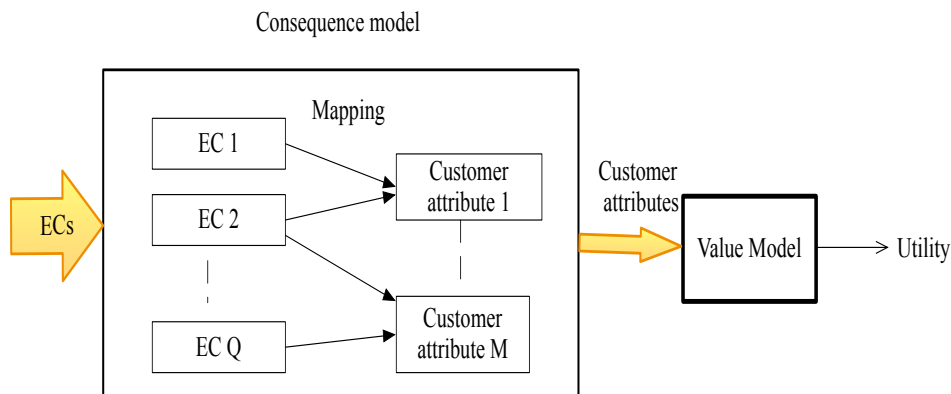 Consequence model
Mapping
EC 1
Customer
attribute 1
EC 2
ECs
EC Q
Customer
attribute M
Customer
attributes
Value Model
Utility